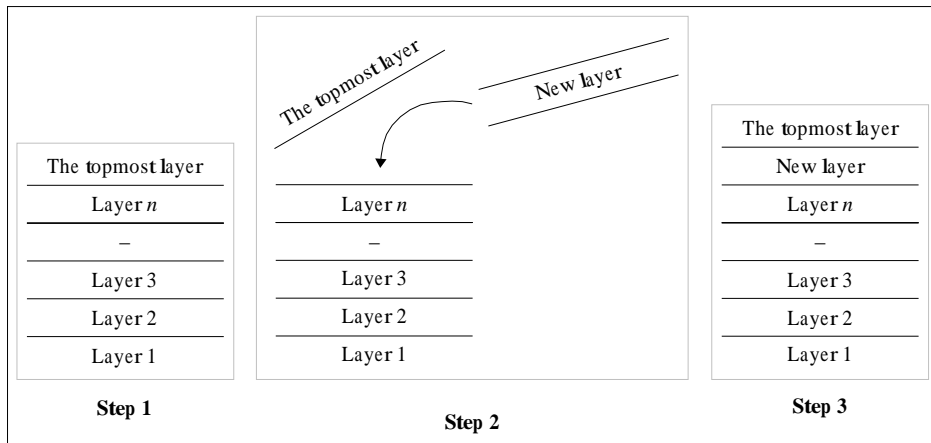 The topmost layer
Layer n
–
Layer 3
Layer 2
Layer 1
Step 1
The topmost layer
New layer
Layer n
–
Layer 3
Layer 2
Layer 1
Step 2
The topmost layer
New layer
Layer n
–
Layer 3
Layer 2
Layer 1
Step 3